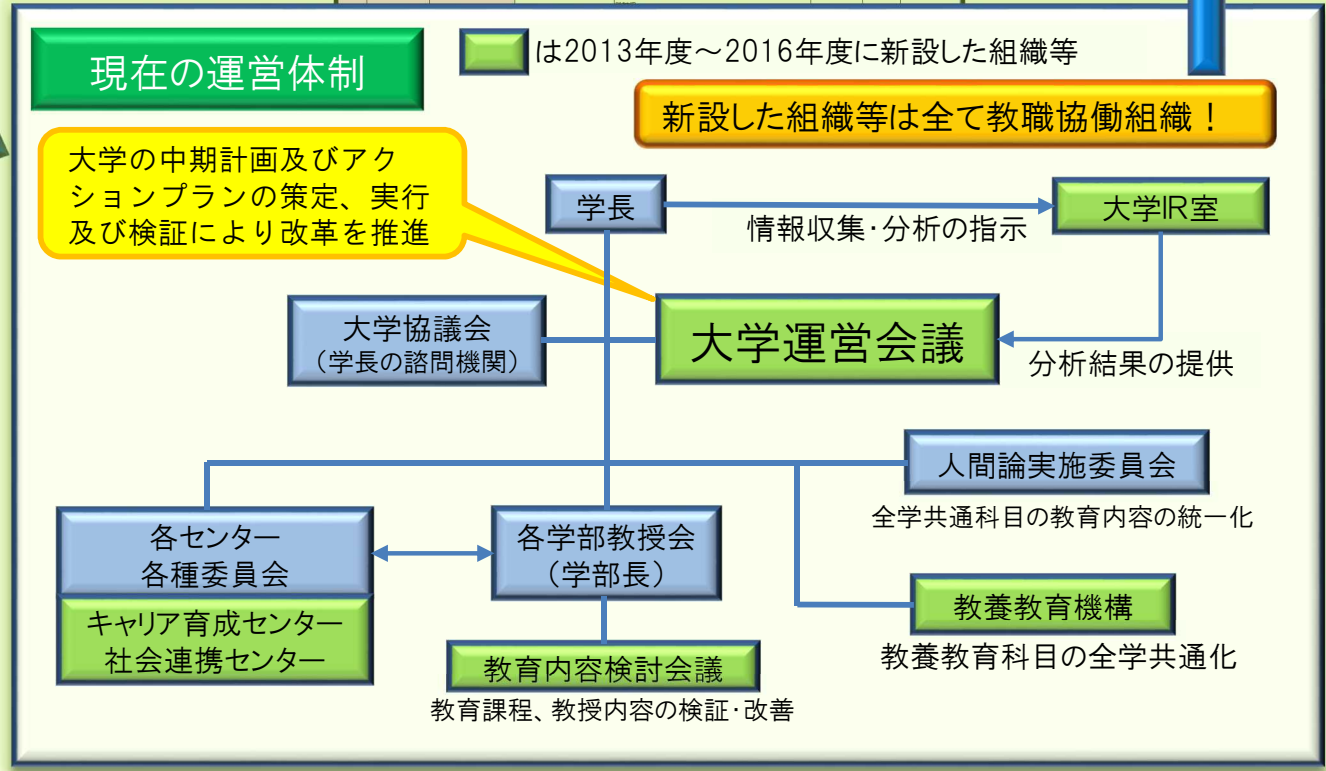 現在の運営体制
は2013年度～2016年度に新設した組織等
新設した組織等は全て教職協働組織！
大学の中期計画及びアク
ションプランの策定、実行
及び検証により改革を推進
学長
情報収集・分析の指示
大学IR室
大学協議会
（学長の諮問機関）
大学運営会議
分析結果の提供
人間論実施委員会
全学共通科目の教育内容の統一化
各センター
各種委員会
キャリア育成センター
社会連携センター
各学部教授会
（学部長）
教育内容検討会議
教育課程、教授内容の検証・改善
教養教育機構
教養教育科目の全学共通化